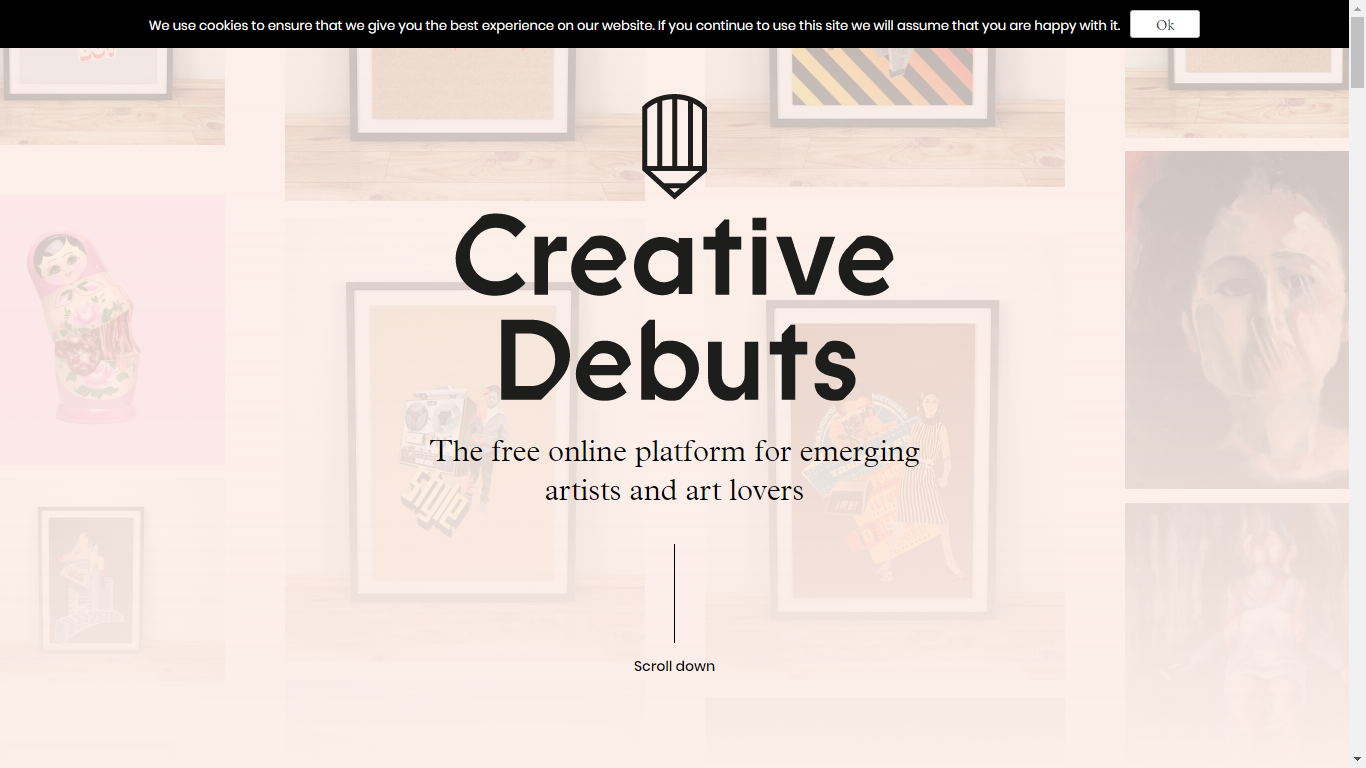 We use cookies to ensure that we give you the best experience on our website. If you continue to use this site we will assume that you are happy with it.
Ok
Creative
Debuts
The free online platform for emerging
artists and art lovers
style
Scroll down